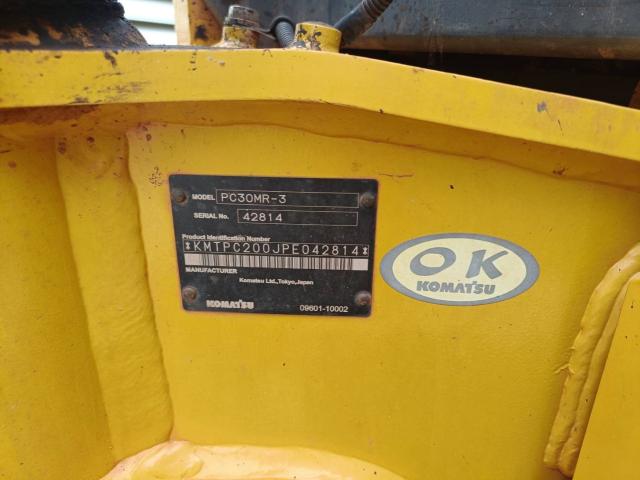 MODEL PC30MR-3
SERIAL No. 42814
Product Identification Number
*KMTPC200JPE042814*
MANUFACTURER
Komatsu Ltd.,Tokyo,Japan
KOMATSU 09601-10002
OK
KOMATSU